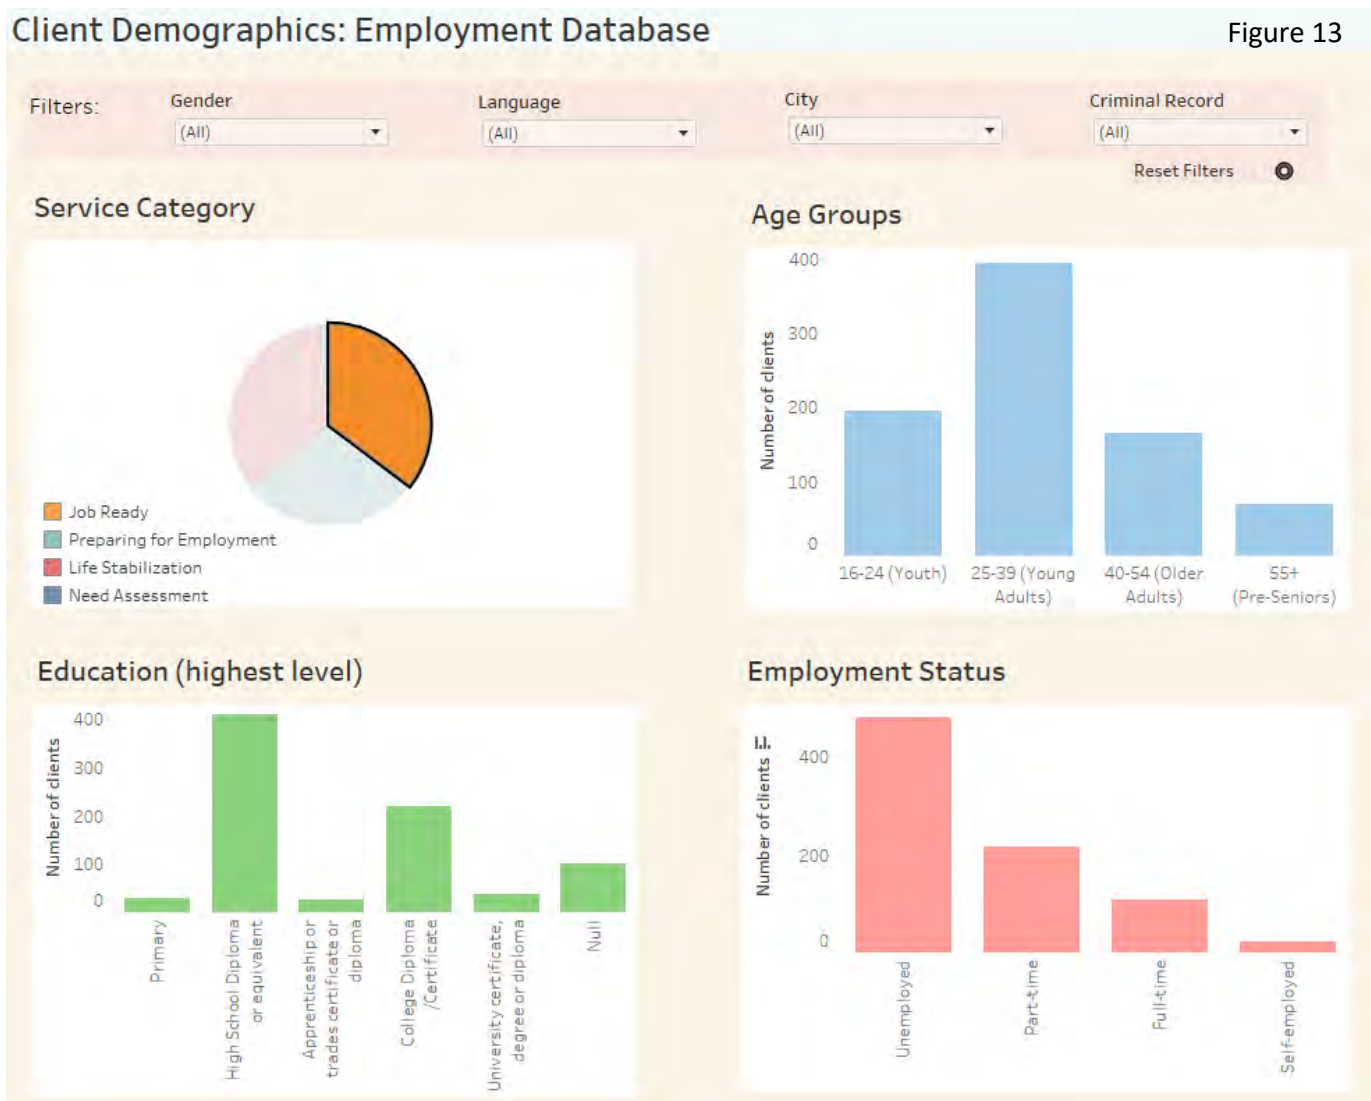 Client Demographics: Employment Database
Figure 13
Filters:
Gender
(All)
Language
(All)
City
(All)
Criminal Record
(All)
Reset Filters
Service Category
Job Ready
Preparing for Employment
Life Stabilization
Need Assessment
Age Groups
Number of clients
400
300
200
100
0
16-24 (Youth)
25-39 (Young
Adults)
40-54 (Older
Adults)
55+
(Pre-Seniors)
Education (highest level)
Number of clients
400
300
200
100
0
Primary
High School Diploma
or equivalent
Apprenticeship or
trades certificate or
diploma
College Diploma
/Certificate
University certificate,
degree or diploma
Null
Employment Status
Number of clients
400
200
0
Unemployed
Part-time
Full-time
Self-employed